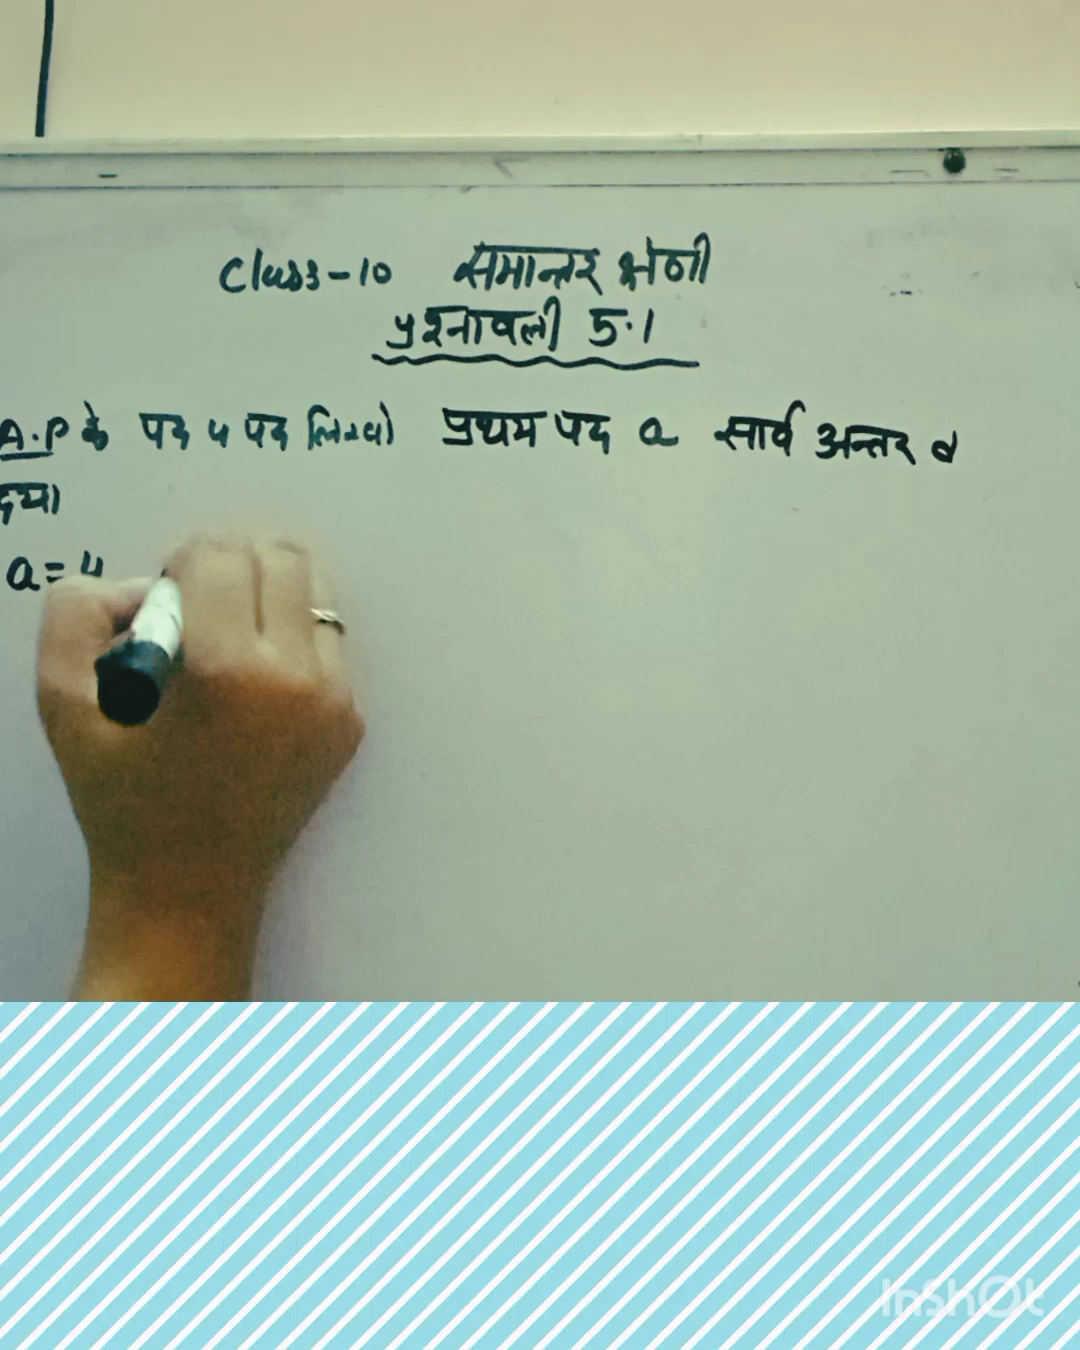 Class-10 समान्तर श्रेणी
प्रश्नावली 5.1
A.P के पद 4 पद लिखो प्रथम पद a सार्व अन्तर d
दिया
a = 4
InShOt